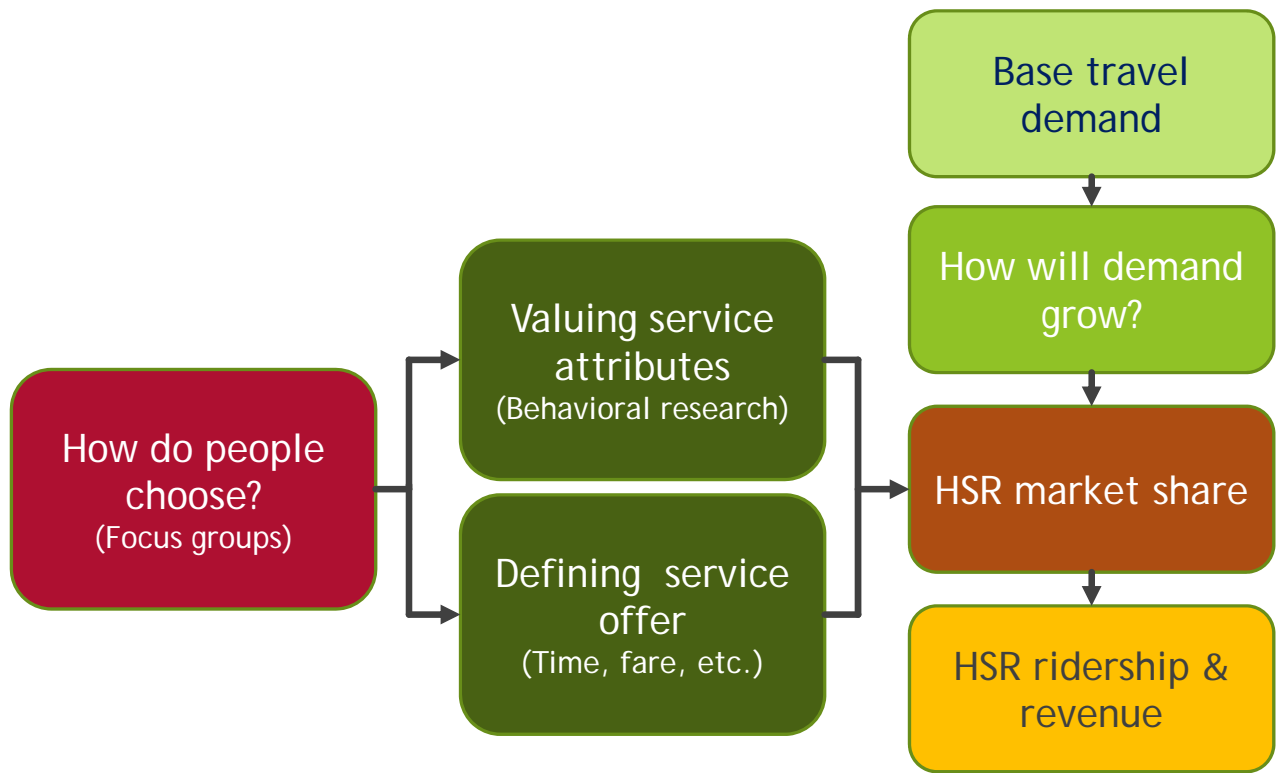 How do people
choose?
(Focus groups)
Valuing service
attributes
(Behavioral research)
Defining service
offer
(Time, fare, etc.)
Base travel
demand
How will demand
grow?
HSR market share
HSR ridership &
revenue